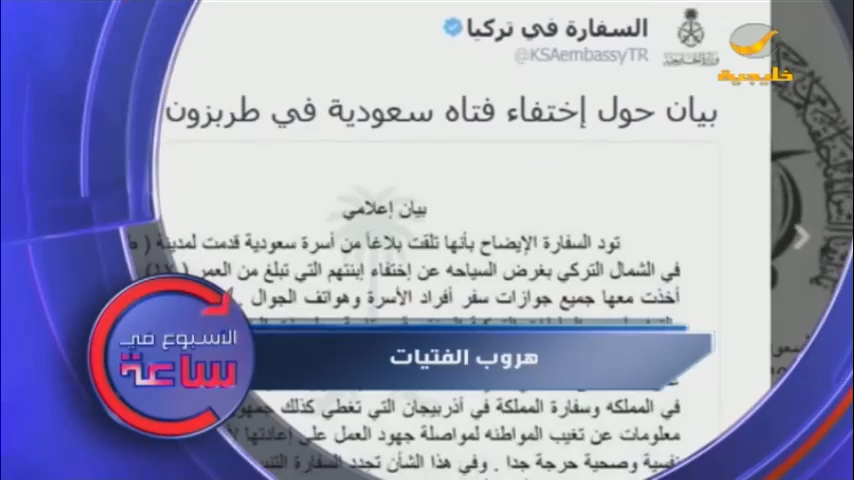 السفارة في تركيا
@KSAembassyTR
وزارة الخارجية
خليجية
بيان حول إختفاء فتاه سعودية في طربزون
بيان إعلامي
تود السفارة الإيضاح بأنها تلقت بلاغاً من أسرة سعودية قدمت لمدينة (
في الشمال التركي بغرض السياحه عن إختفاء إبنتهم التي تبلغ من العمر
أخذت معها جميع جوازات سفر أفراد الأسرة وهواتف الجوال .
الأسبوع في
ساعة
هروب الفتيات
في المملكه وسفارة المملكة في أذربيجان التي تغطي كذلك
معلومات عن تغيب المواطنه لمواصلة جهود العمل على إعادتها
نفسية وصحية حرجة جدا . وفي هذا الشأن تجدد السفارة